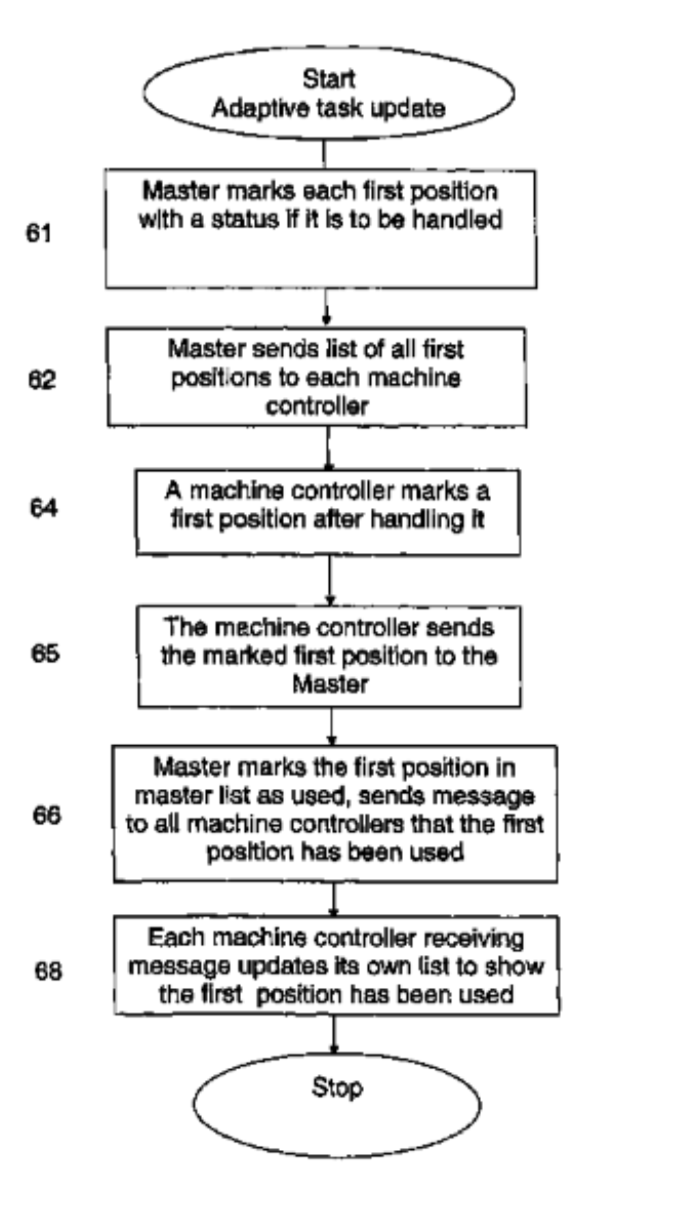 Start
Adaptive task update
61
Master marks each first position
with a status if it is to be handled
62
Master sends list of all first
positions to each machine
controller
64
A machine controller marks a
first position after handling it
65
The machine controller sends
the marked first position to the
Master
66
Master marks the first position in
master list as used, sends message
to all machine controllers that the first
position has been used
68
Each machine controller receiving
message updates its own list to show
the first position has been used
Stop